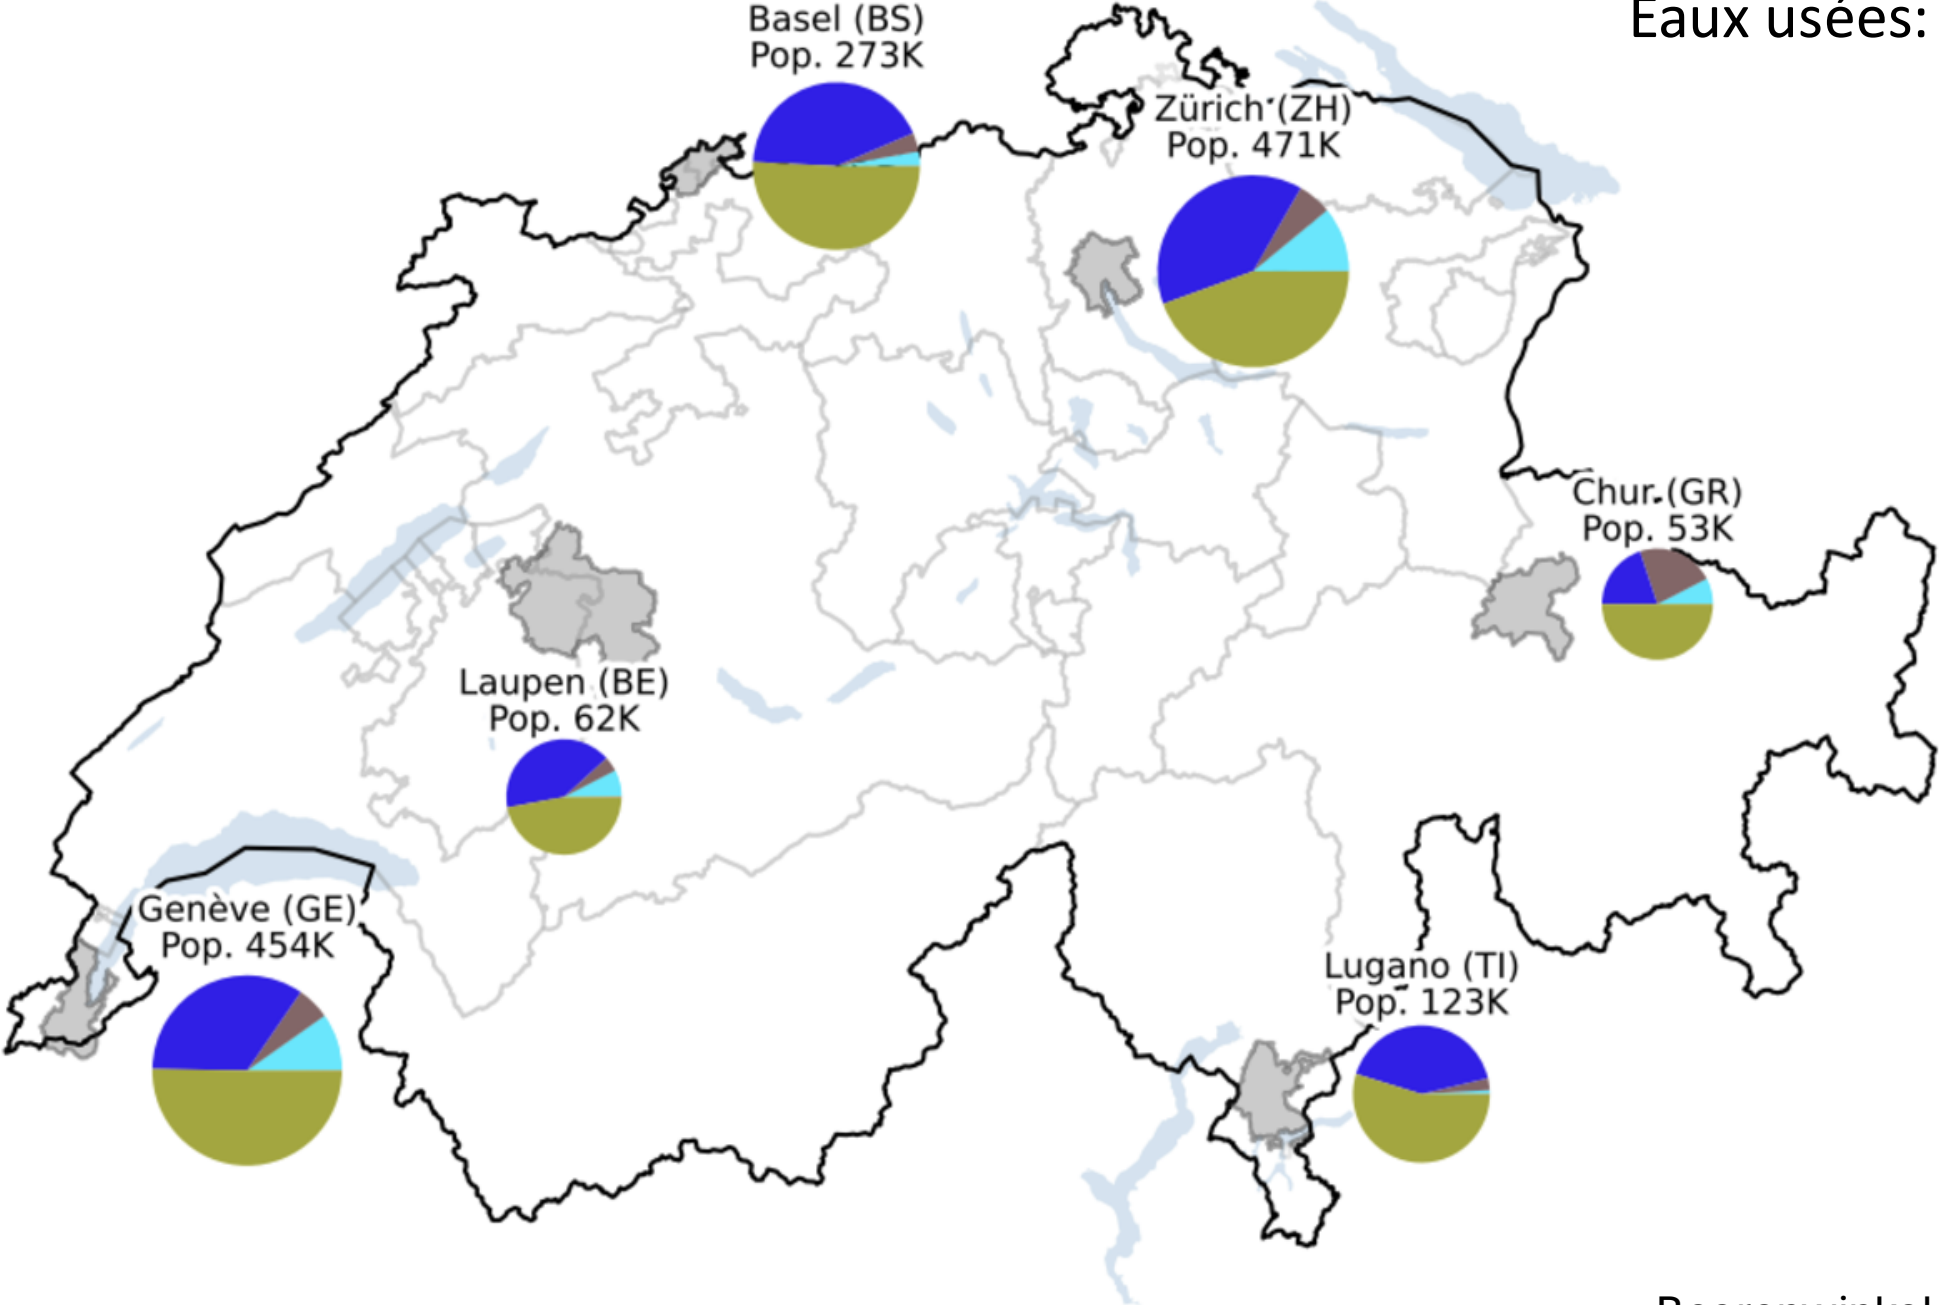 Eaux usées:
Basel (BS)
Pop. 273K
Zürich (ZH)
Pop. 471K
Chur (GR)
Pop. 53K
Laupen (BE)
Pop. 62K
Genève (GE)
Pop. 454K
Lugano (TI)
Pop. 123K